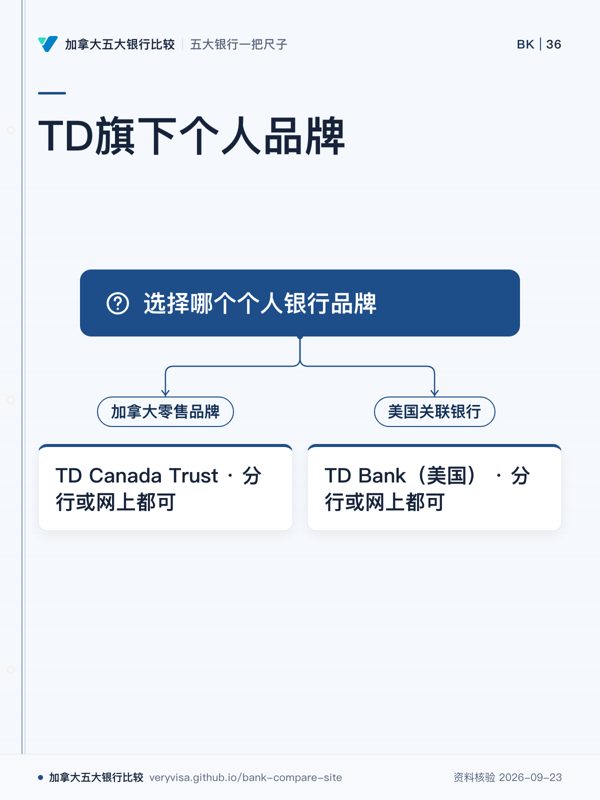 加拿大五大银行比较 | 五大银行一把尺子
BK | 36
TD旗下个人品牌
选择哪个个人银行品牌
加拿大零售品牌
美国关联银行
TD Canada Trust · 分
行或网上都可
TD Bank（美国） · 分
行或网上都可
加拿大五大银行比较 veryvisa.github.io/bank-compare-site
资料核验 2026-09-23